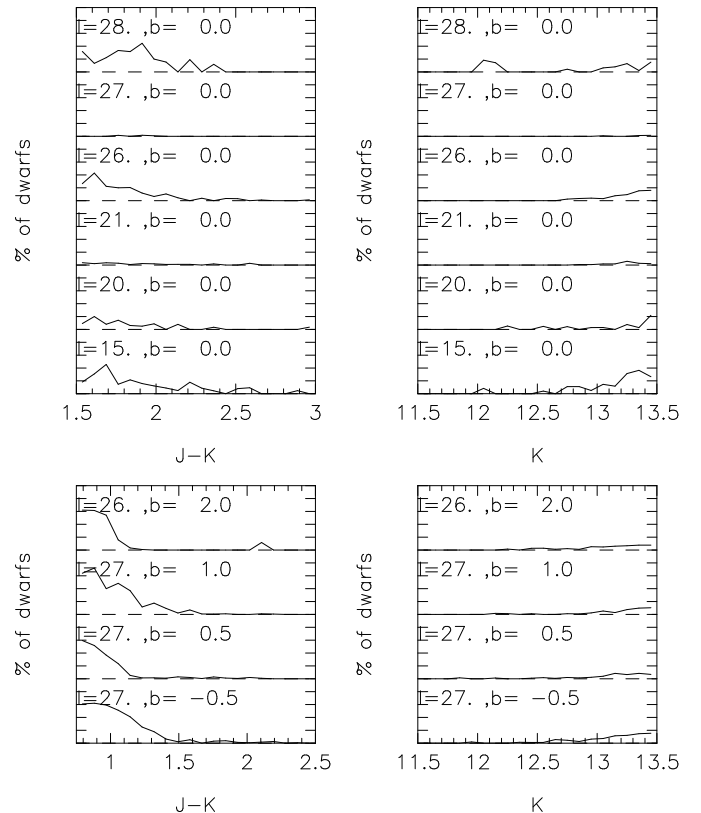 l=28. ,b= 0.0
l=27. ,b= 0.0
l=26. ,b= 0.0
l=21. ,b= 0.0
l=20. ,b= 0.0
l=15. ,b= 0.0
% of dwarfs
1.5 2 2.5 3
J-K
l=28. ,b= 0.0
l=27. ,b= 0.0
l=26. ,b= 0.0
l=21. ,b= 0.0
l=20. ,b= 0.0
l=15. ,b= 0.0
% of dwarfs
11.5 12 12.5 13 13.5
K
l=26. ,b= 2.0
l=27. ,b= 1.0
l=27. ,b= 0.5
l=27. ,b= -0.5
% of dwarfs
1 1.5 2 2.5
J-K
l=26. ,b= 2.0
l=27. ,b= 1.0
l=27. ,b= 0.5
l=27. ,b= -0.5
% of dwarfs
11.5 12 12.5 13 13.5
K